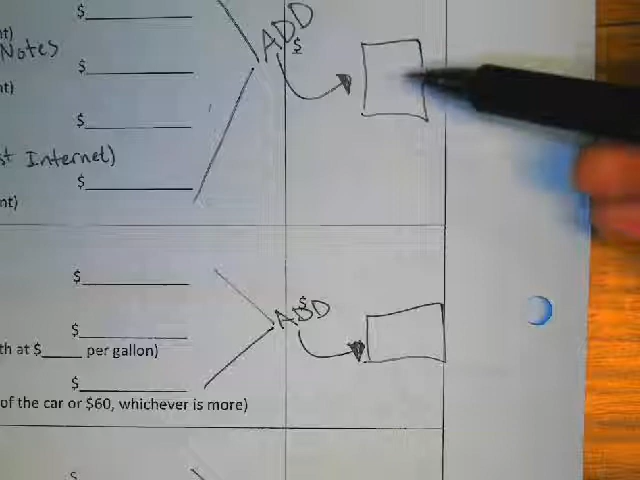 $
nt)
ADD
$
Notes
$
nt)
$
st Internet)
$
nt)
$
ADD
$
$
th at $ per gallon)
$
of the car or $60, whichever is more)
$